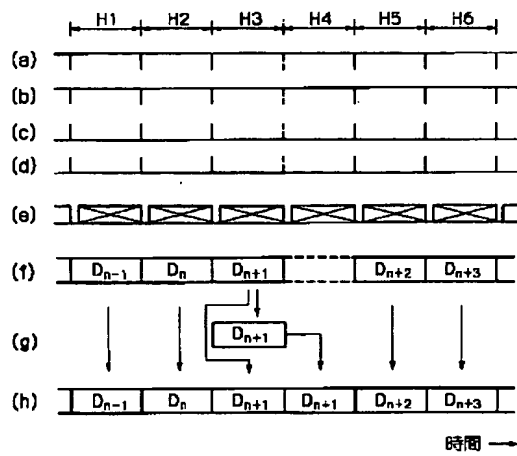 H1 H2 H3 H4 H5 H6
(a)
(b)
(c)
(d)
(e)
(f) Dn-1 Dn Dn+1 Dn+2 Dn+3
(g) Dn+1
(h) Dn-1 Dn Dn+1 Dn+1 Dn+2 Dn+3
時間